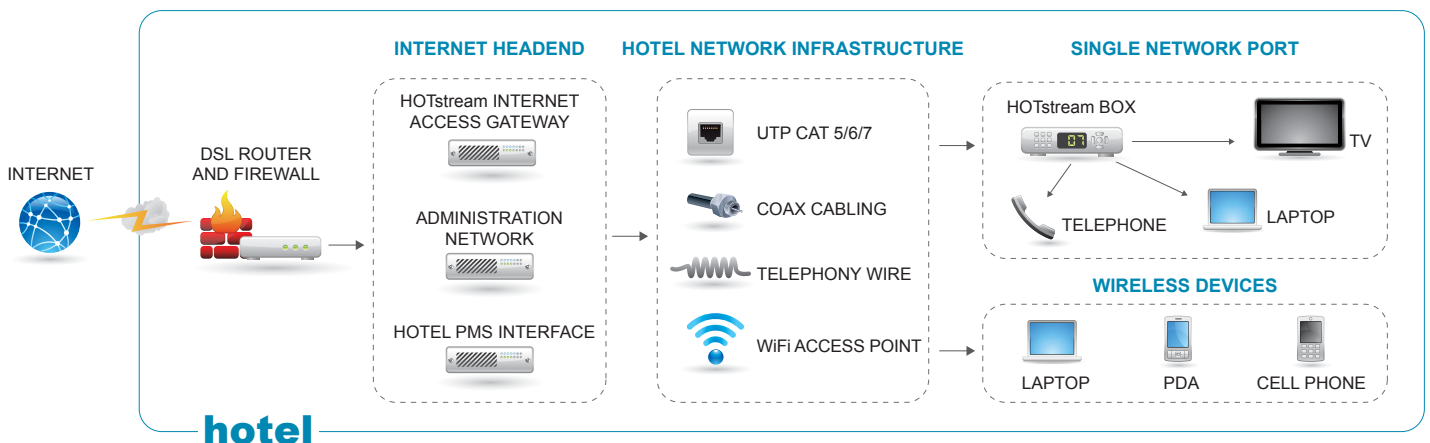 INTERNET
DSL ROUTER
AND FIREWALL
INTERNET HEADEND
HOTstream INTERNET
ACCESS GATEWAY
ADMINISTRATION
NETWORK
HOTEL PMS INTERFACE
HOTEL NETWORK INFRASTRUCTURE
UTP CAT 5/6/7
COAX CABLING
TELEPHONY WIRE
WiFi ACCESS POINT
SINGLE NETWORK PORT
HOTstream BOX
07
TV
TELEPHONE
LAPTOP
WIRELESS DEVICES
LAPTOP
PDA
CELL PHONE
hotel